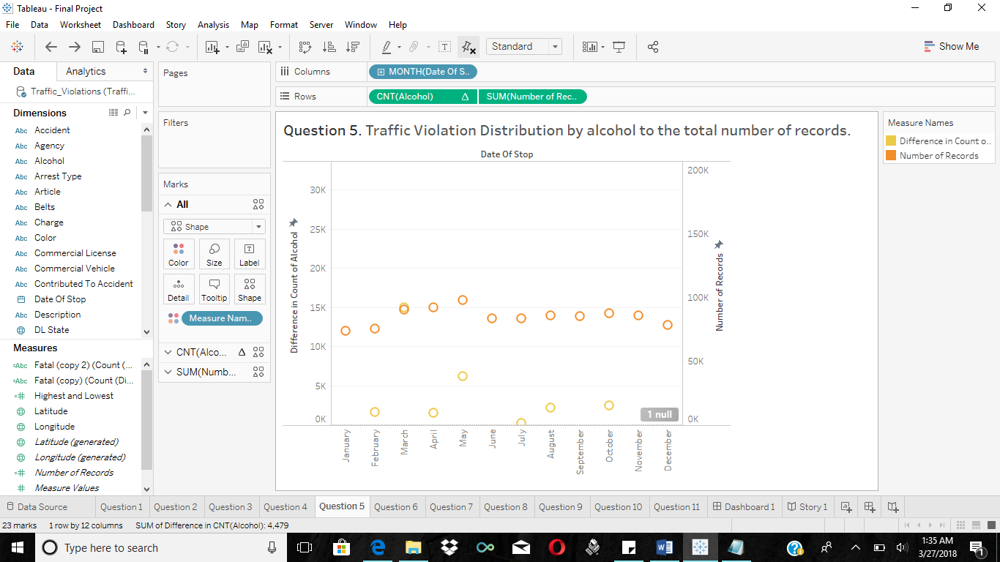 Tableau - Final Project
File Data Worksheet Dashboard Story Analysis Map Format Server Window Help
Standard
Show Me
Data Analytics
Traffic_Violations (Traffi...
Dimensions
Abc Accident
Abc Agency
Abc Alcohol
Abc Arrest Type
Abc Article
Abc Belts
Abc Charge
Abc Color
Abc Commercial License
Abc Commercial Vehicle
Abc Contributed To Accident
Date Of Stop
Abc Description
DL State
Measures
=Abc Fatal (copy 2) (Count (...
=Abc Fatal (copy) (Count (Di...
=# Highest and Lowest
Latitude
Longitude
Latitude (generated)
Longitude (generated)
=# Number of Records
# Measure Values
Pages
Filters
Marks
All
Shape
Color Size Label
Detail Tooltip Shape
Measure Nam..
CNT(Alco... Δ
SUM(Numb...
Columns MONTH(Date Of S..
Rows CNT(Alcohol) Δ SUM(Number of Rec..
Question 5. Traffic Violation Distribution by alcohol to the total number of records.
Date Of Stop
Difference in Count of Alcohol
30K
25K
20K
15K
10K
5K
0K
200K
150K
100K
50K
0K
Number of Records
1 null
January February March April May June July August September October November December
Measure Names
Difference in Count o..
Number of Records
Data Source Question 1 Question 2 Question 3 Question 4 Question 5 Question 6 Question 7 Question 8 Question 9 Question 10 Question 11 Dashboard 1 Story 1
23 marks 1 row by 12 columns SUM of Difference in CNT(Alcohol): 4,479
Type here to search
1:35 AM
3/27/2018
1